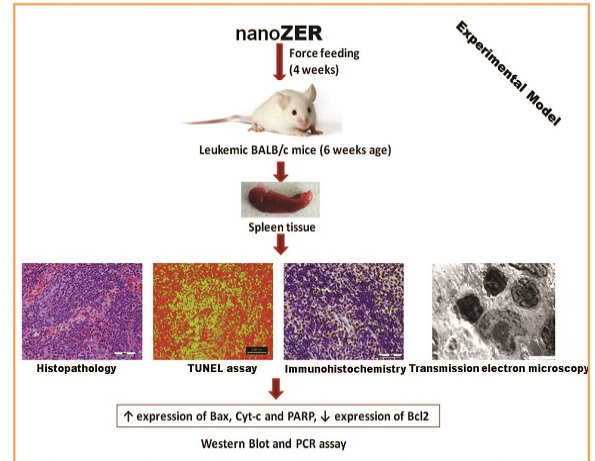 nanoZER
Force feeding
(4 weeks)
Experimental Model
Leukemic BALB/c mice (6 weeks age)
Spleen tissue
Histopathology
TUNEL assay
Immunohistochemistry
Transmission electron microscopy
↑ expression of Bax, Cyt-c and PARP, ↓ expression of Bcl2
Western Blot and PCR assay